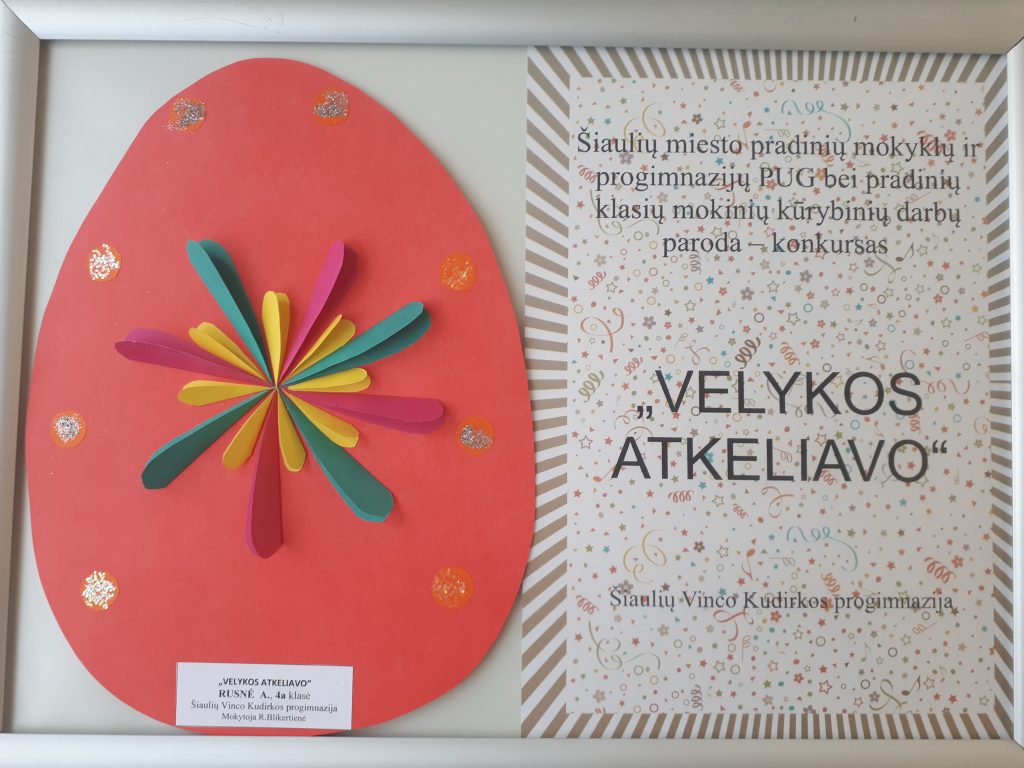 Šiaulių miesto pradinių mokyklų ir
progimnazijų PUG bei pradinių
klasių mokinių kūrybinių darbų
paroda – konkursas
„VELYKOS
ATKELIAVO“
Šiaulių Vinco Kudirkos progimnazija
„VELYKOS ATKELIAVO“
RUSNĖ A., 4a klasė
Šiaulių Vinco Kudirkos progimnazija
Mokytoja R.Blikertienė